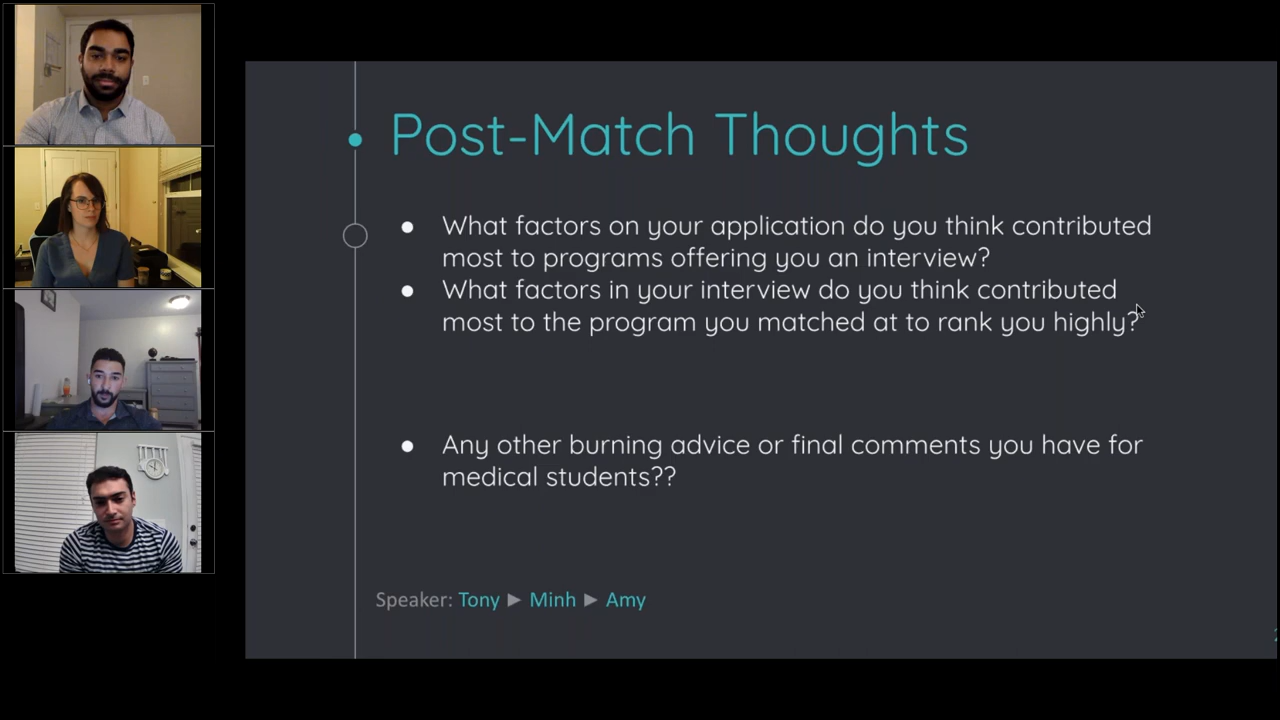 Post-Match Thoughts
● What factors on your application do you think contributed
most to programs offering you an interview?
● What factors in your interview do you think contributed
most to the program you matched at to rank you highly?
● Any other burning advice or final comments you have for
medical students??
Speaker: Tony ► Minh ► Amy